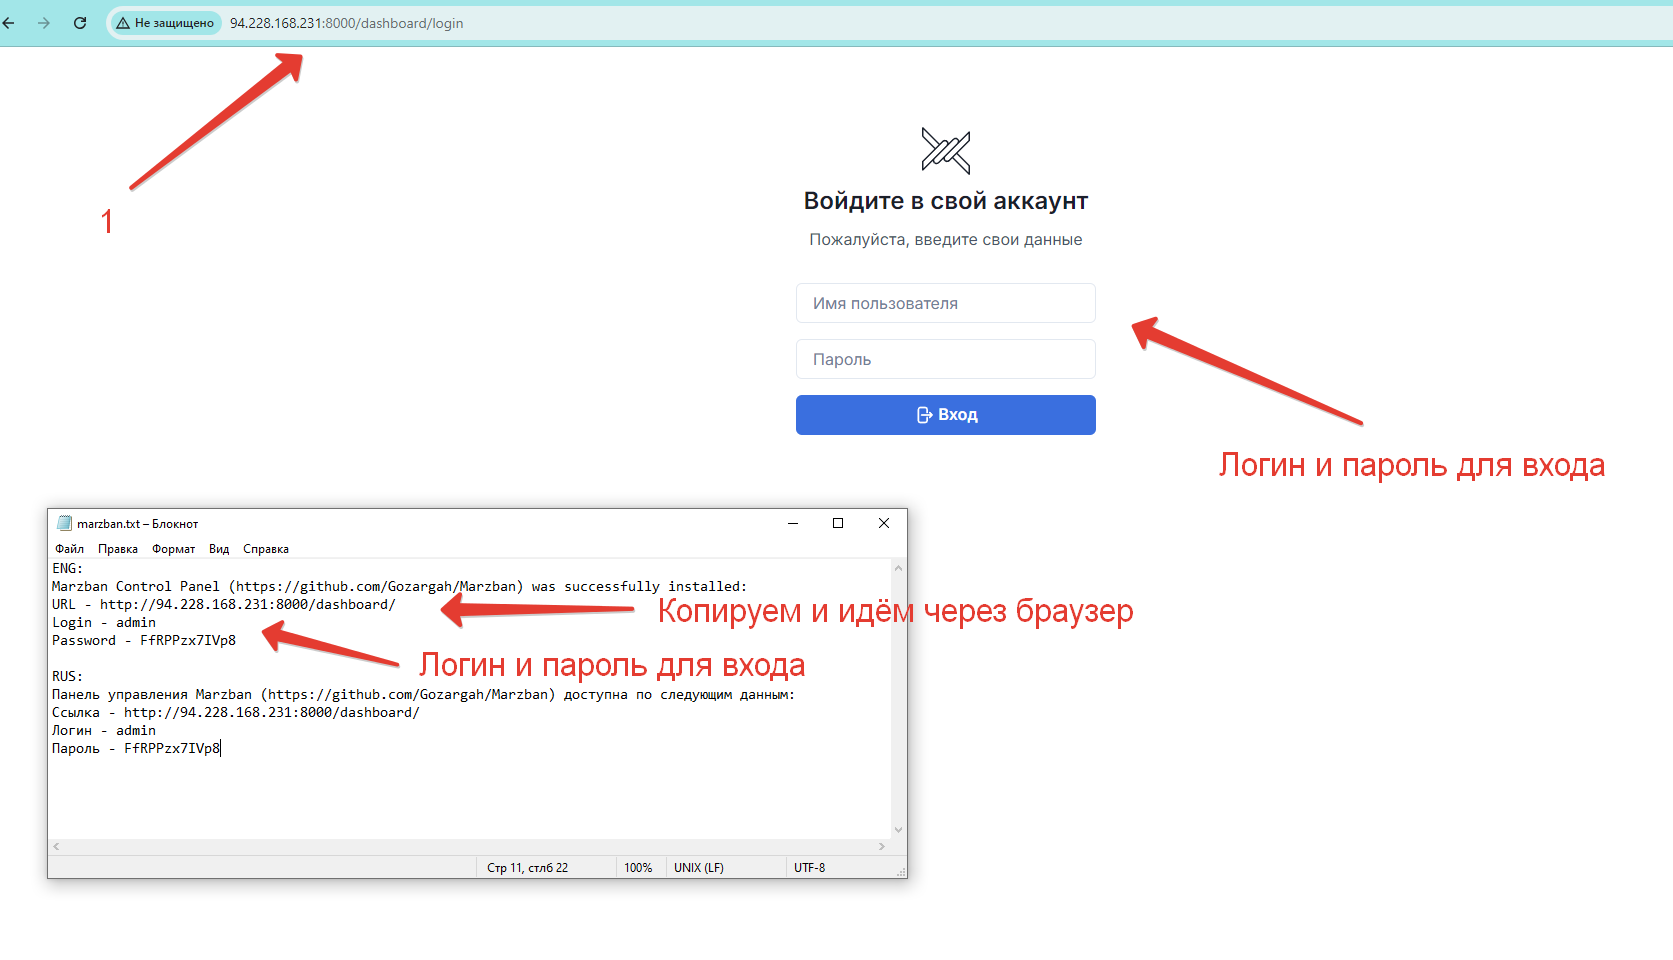 Не защищено 94.228.168.231:8000/dashboard/login
1
Войдите в свой аккаунт
Пожалуйста, введите свои данные
Имя пользователя
Пароль
Вход
Логин и пароль для входа
marzban.txt – Блокнот
Файл Правка Формат Вид Справка
ENG:
Marzban Control Panel (https://github.com/Gozargah/Marzban) was successfully installed:
URL - http://94.228.168.231:8000/dashboard/
Копируем и идём через браузер
Login - admin
Password - FfRPPzx7IVp8
Логин и пароль для входа
RUS:
Панель управления Marzban (https://github.com/Gozargah/Marzban) доступна по следующим данным:
Ссылка - http://94.228.168.231:8000/dashboard/
Логин - admin
Пароль - FfRPPzx7IVp8
Стр 11, стлб 22 100% UNIX (LF) UTF-8